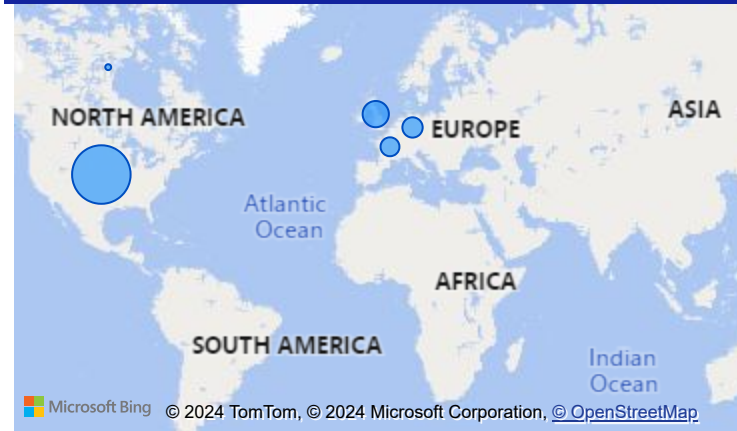 NORTH AMERICA
EUROPE
ASIA
Atlantic
Ocean
AFRICA
SOUTH AMERICA
Indian
Ocean
Microsoft Bing © 2024 TomTom, © 2024 Microsoft Corporation, © OpenStreetMap